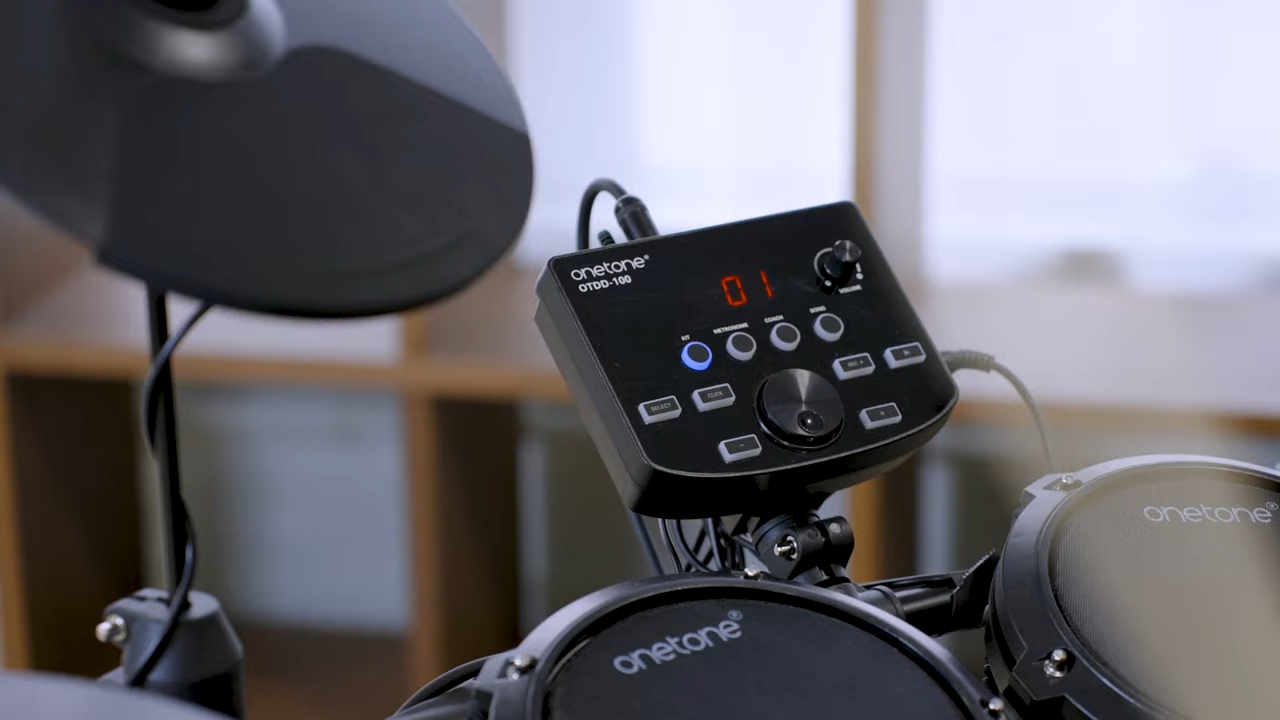 onetone®
OTDD-100
01
VOLUME
KIT
METRONOME
COACH
SONG
SELECT
CLICK
REC ●
-
+
onetone®
onetone®